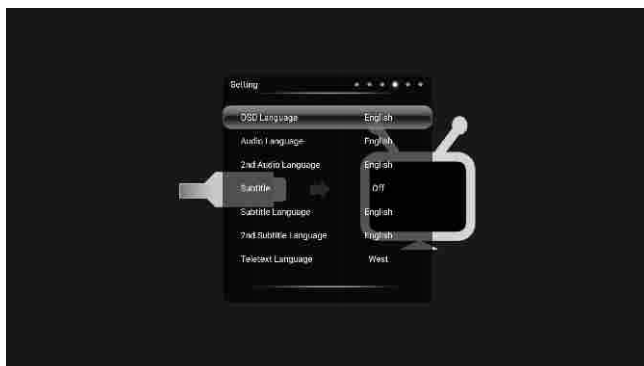 Setting
OSD Language English
Audio Language English
2nd Audio Language English
Subtitle Off
Subtitle Language English
2nd Subtitle Language English
Teletext Language West